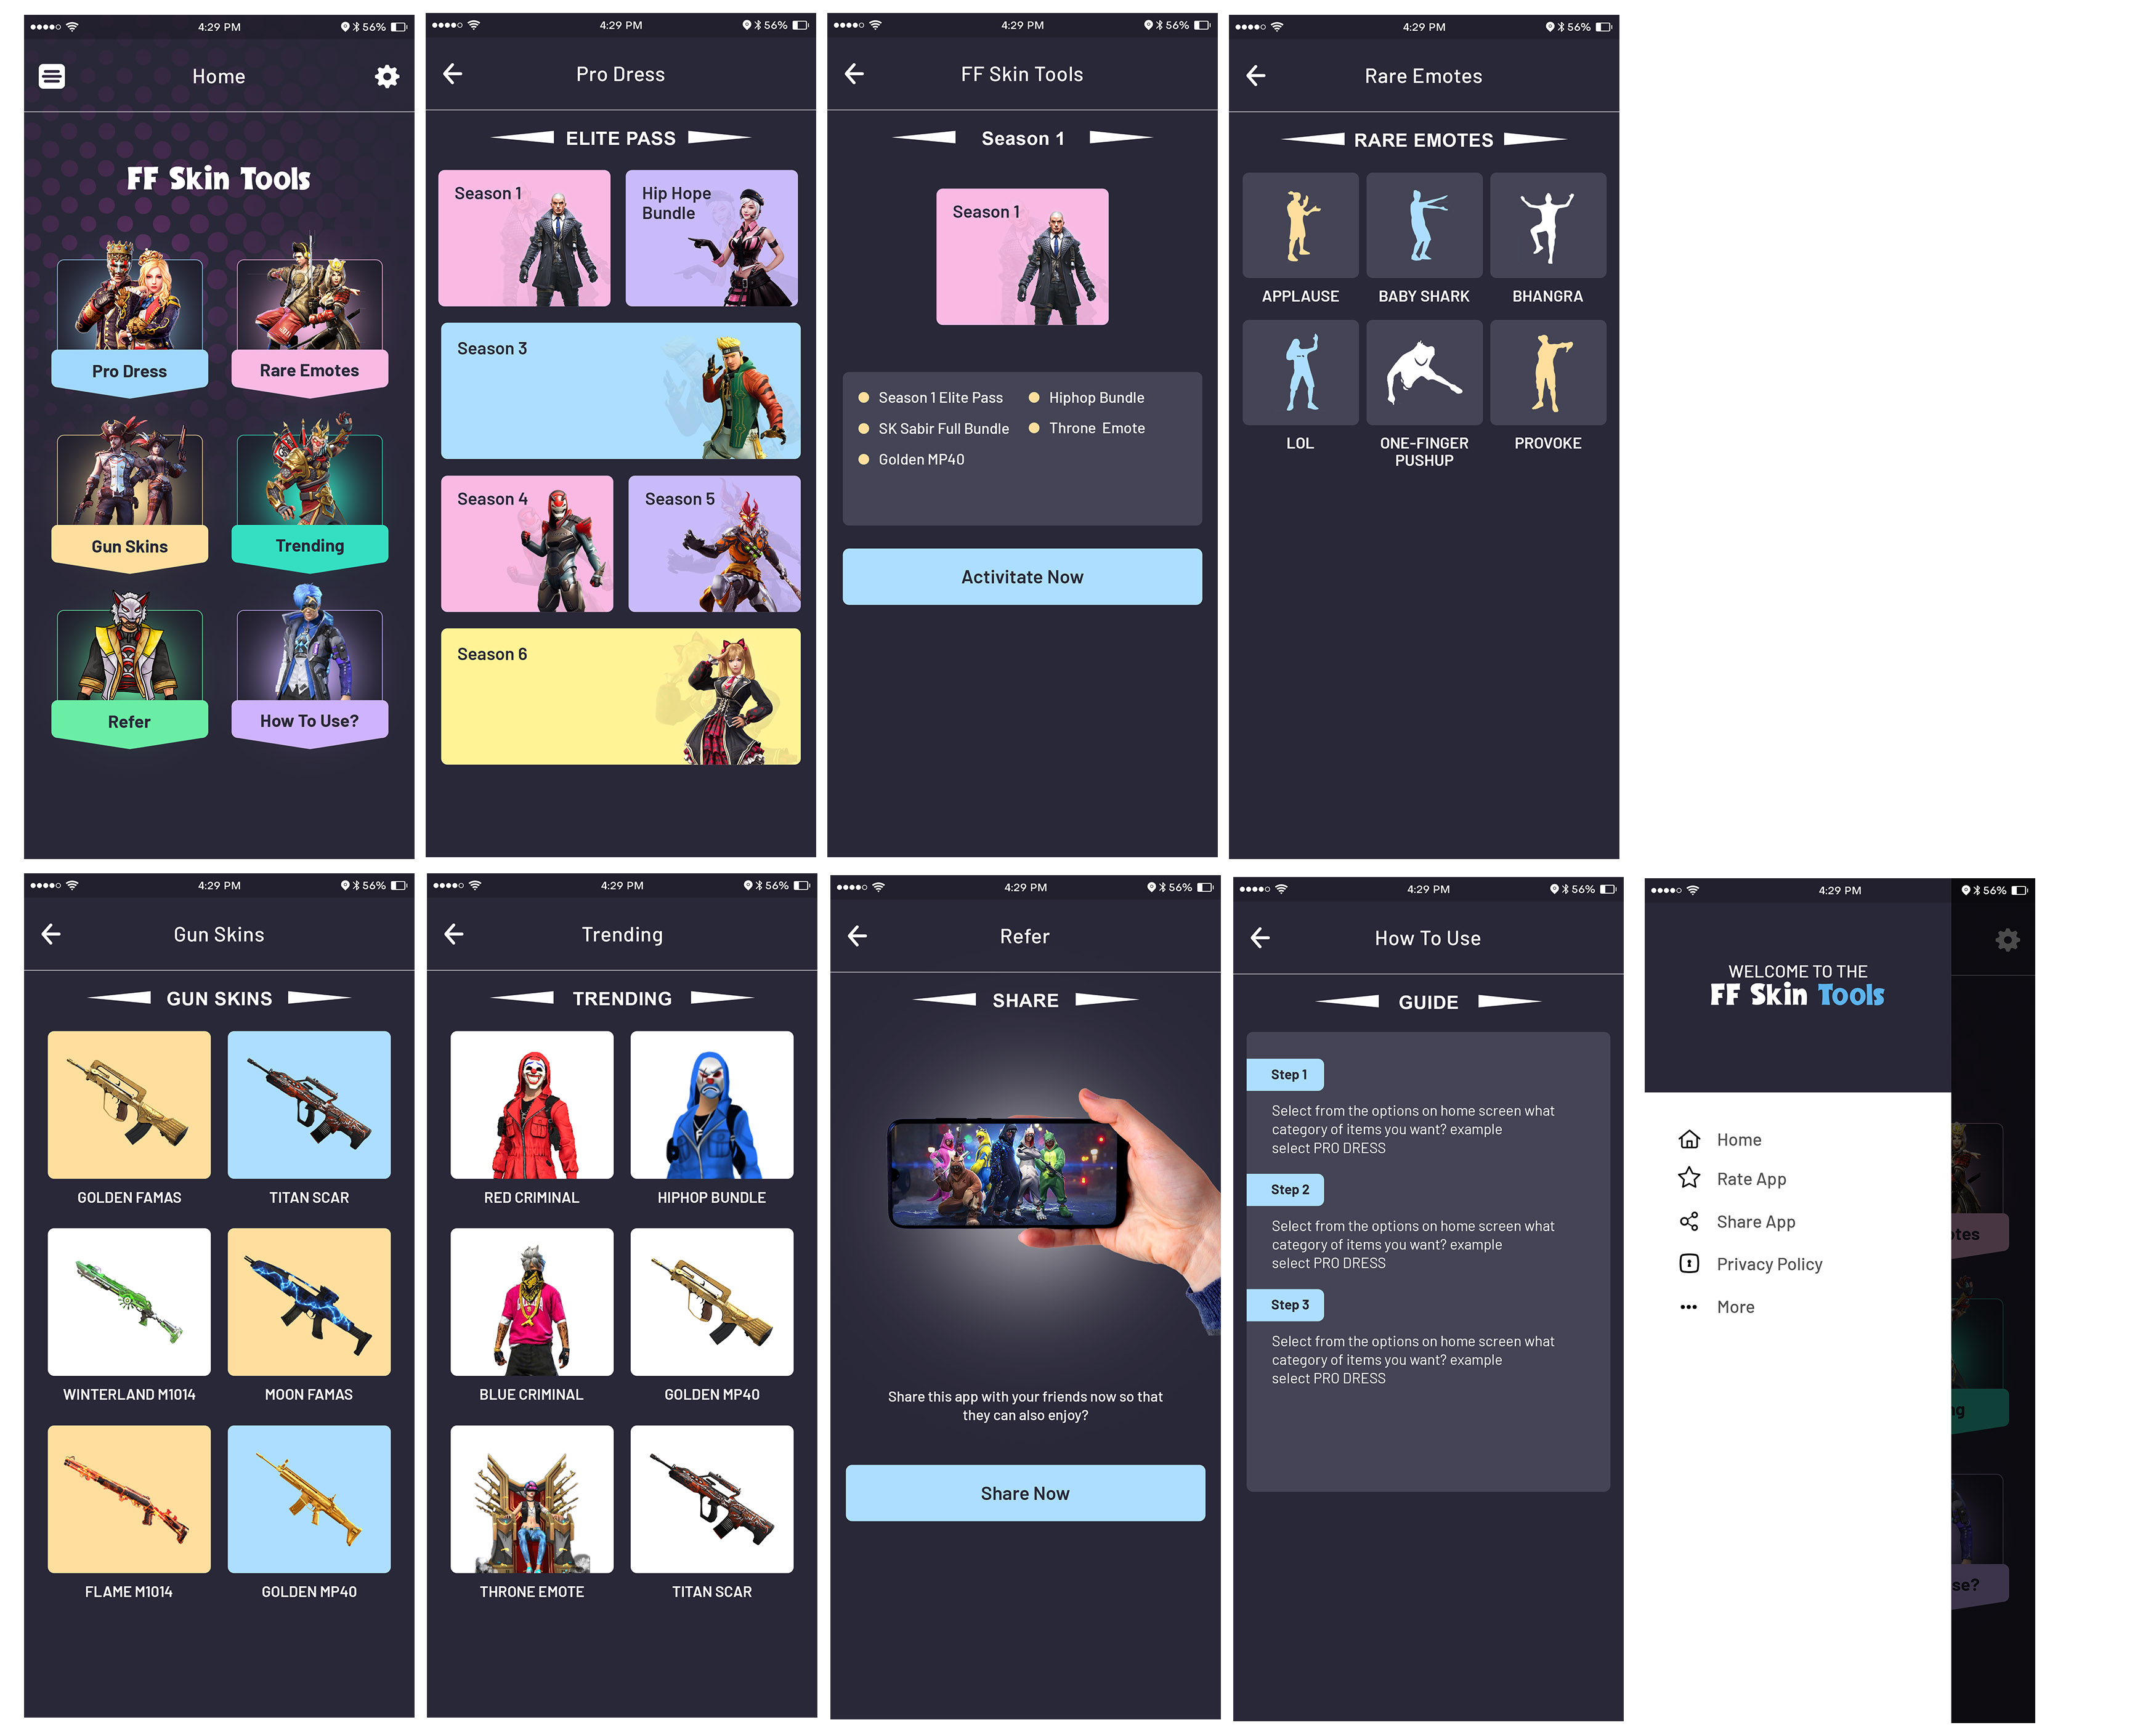 4:29 PM 56%
Home
FF Skin Tools
Pro Dress Rare Emotes
Gun Skins Trending
Refer How To Use?
4:29 PM 56%
Pro Dress
ELITE PASS
Season 1
Hip Hope
Bundle
Season 3
Season 4 Season 5
Season 6
4:29 PM 56%
FF Skin Tools
Season 1
Season 1
Season 1 Elite Pass Hiphop Bundle
SK Sabir Full Bundle Throne Emote
Golden MP40
Activitate Now
4:29 PM 56%
Rare Emotes
RARE EMOTES
APPLAUSE BABY SHARK BHANGRA
LOL ONE-FINGER PROVOKE
PUSHUP
4:29 PM 56%
Gun Skins
GUN SKINS
GOLDEN FAMAS TITAN SCAR
WINTERLAND M1014 MOON FAMAS
FLAME M1014 GOLDEN MP40
4:29 PM 56%
Trending
TRENDING
RED CRIMINAL HIPHOP BUNDLE
BLUE CRIMINAL GOLDEN MP40
THRONE EMOTE TITAN SCAR
4:29 PM 56%
Refer
SHARE
Share this app with your friends now so that
they can also enjoy?
Share Now
4:29 PM 56%
How To Use
GUIDE
Step 1
Select from the options on home screen what
category of items you want? example
select PRO DRESS
Step 2
Select from the options on home screen what
category of items you want? example
select PRO DRESS
Step 3
Select from the options on home screen what
category of items you want? example
select PRO DRESS
4:29 PM 56%
WELCOME TO THE
FF Skin Tools
Home
Rate App
Share App
Privacy Policy
More
otes
ng
se?